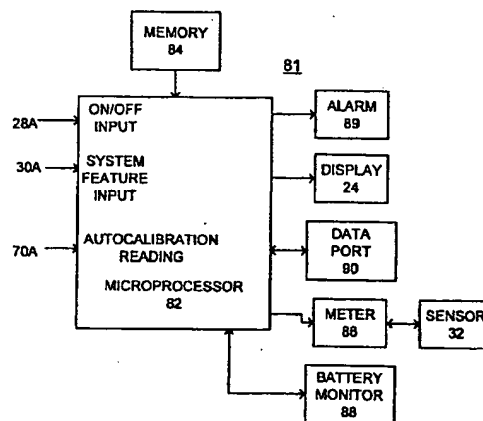 MEMORY
84
81
28A
ON/OFF
INPUT
ALARM
89
30A
SYSTEM
FEATURE
INPUT
DISPLAY
24
70A
AUTOCALIBRATION
READING
DATA
PORT
90
MICROPROCESSOR
82
METER
86
SENSOR
32
BATTERY
MONITOR
88